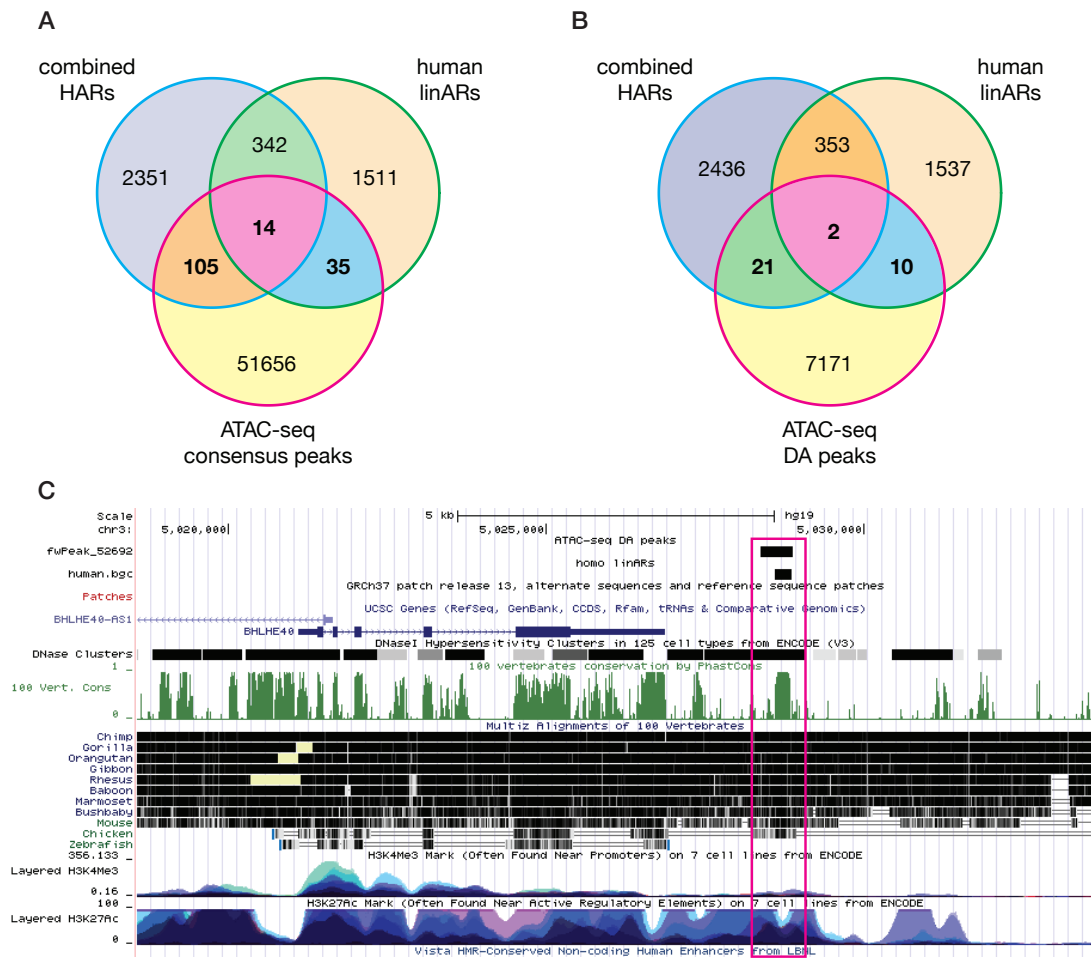 A
combined
HARs
human
linARs
2351
342
1511
14
105
35
51656
ATAC-seq
consensus peaks
B
combined
HARs
human
linARs
2436
353
1537
2
21
10
7171
ATAC-seq
DA peaks
C
Scale
5 kb
hg19
chr3:
5,020,000
5,025,000
5,030,000
ATAC-seq DA peaks
fwPeak_52692
homo linARs
human.bgc
GRCh37 patch release 13, alternate sequences and reference sequence patches
Patches
UCSC Genes (RefSeq, GenBank, CCDS, Rfam, tRNAs & Comparative Genomics)
BHLHE40-AS1
BHLHE40
DNaseI Hypersensitivity Clusters in 125 cell types from ENCODE (V3)
DNase Clusters
100 vertebrates conservation by PhastCons
1
100 Vert. Cons
0
Multiz Alignments of 100 Vertebrates
Chimp
Gorilla
Orangutan
Gibbon
Rhesus
Baboon
Marmoset
Bushbaby
Mouse
Chicken
Zebrafish
H3K4Me3 Mark (Often Found Near Promoters) on 7 cell lines from ENCODE
356.133
Layered H3K4Me3
0.16
H3K27Ac Mark (Often Found Near Active Regulatory Elements) on 7 cell lines from ENCODE
100
Layered H3K27Ac
0
Vista HMR-Conserved Non-coding Human Enhancers from LBNL